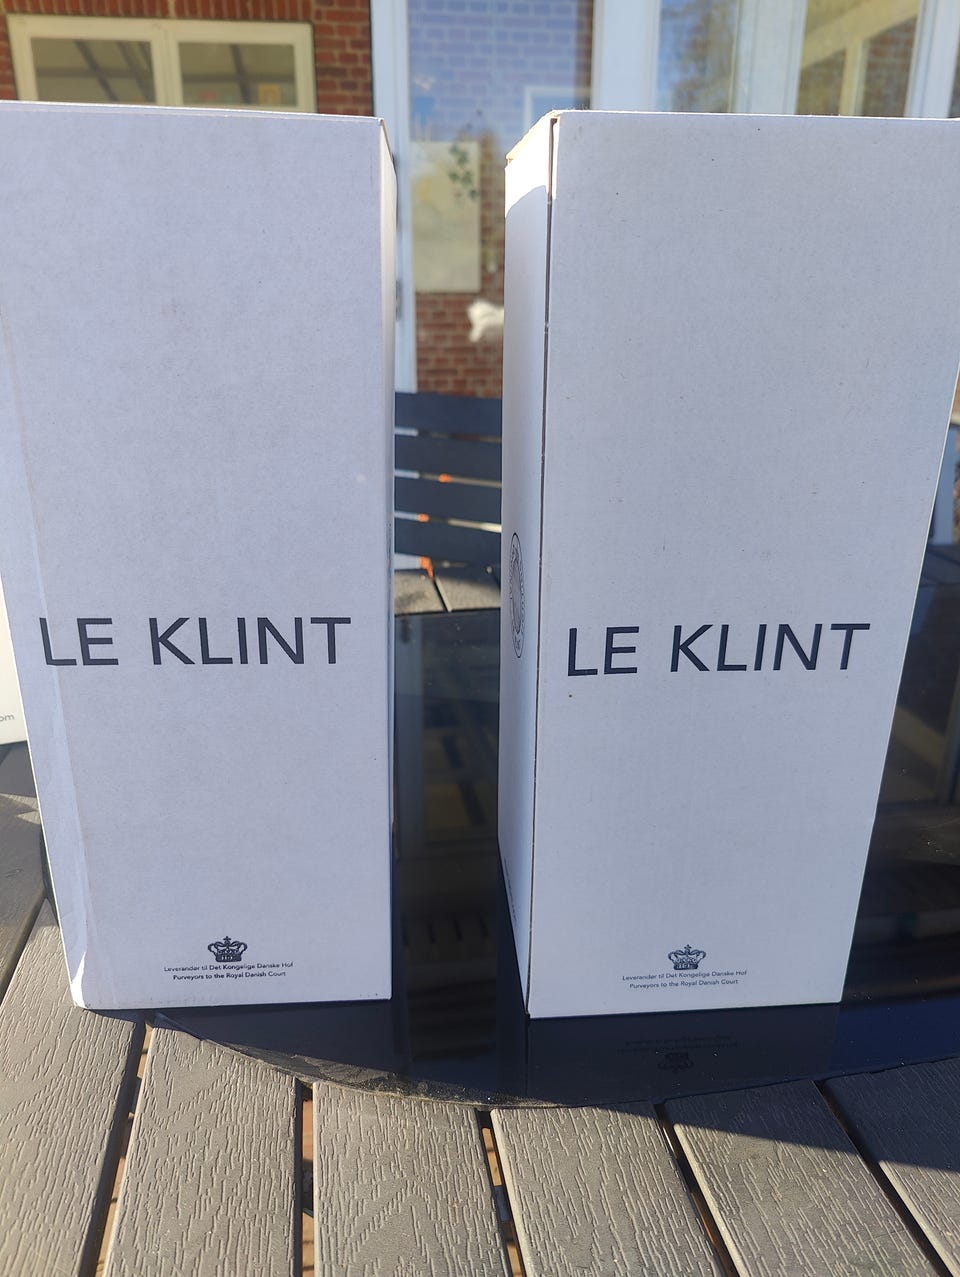 LE KLINT
Leverandør til Det Kongelige Danske Hof
Purveyors to the Royal Danish Court
LE KLINT
Leverandør til Det Kongelige Danske Hof
Purveyors to the Royal Danish Court